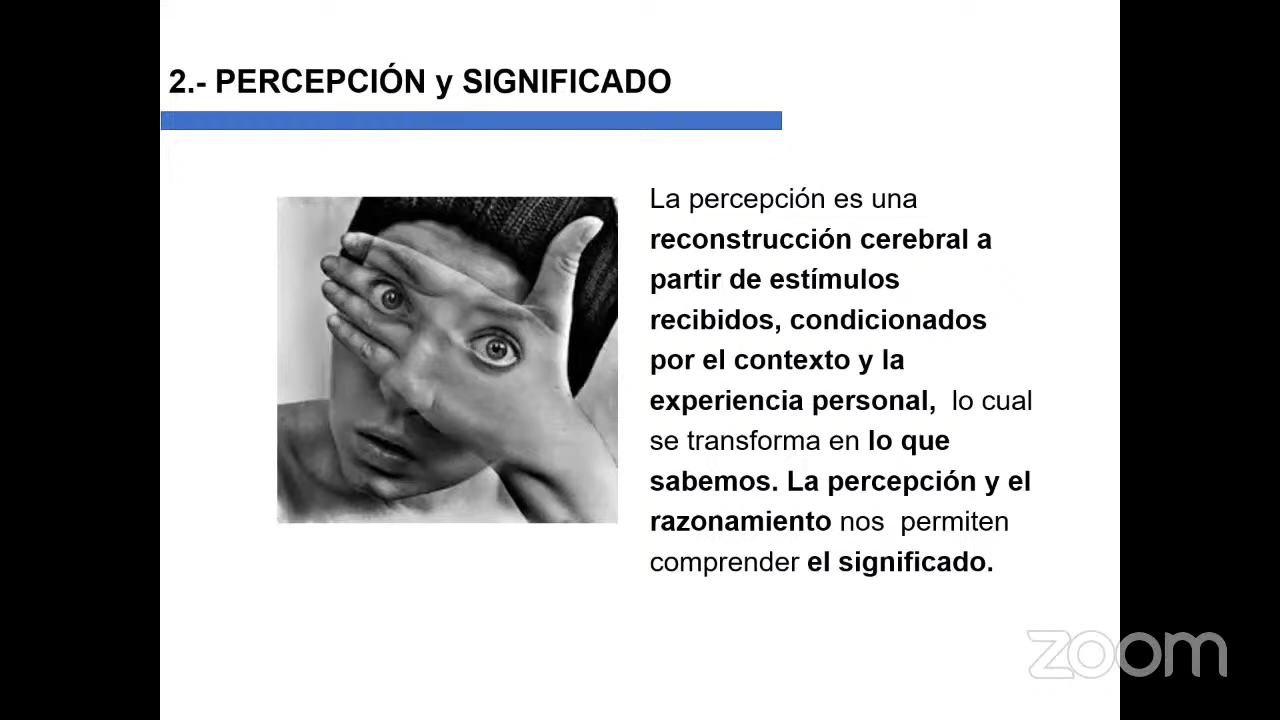 2.- PERCEPCIÓN y SIGNIFICADO
La percepción es una
reconstrucción cerebral a
partir de estímulos
recibidos, condicionados
por el contexto y la
experiencia personal, lo cual
se transforma en lo que
sabemos. La percepción y el
razonamiento nos permiten
comprender el significado.
zoom